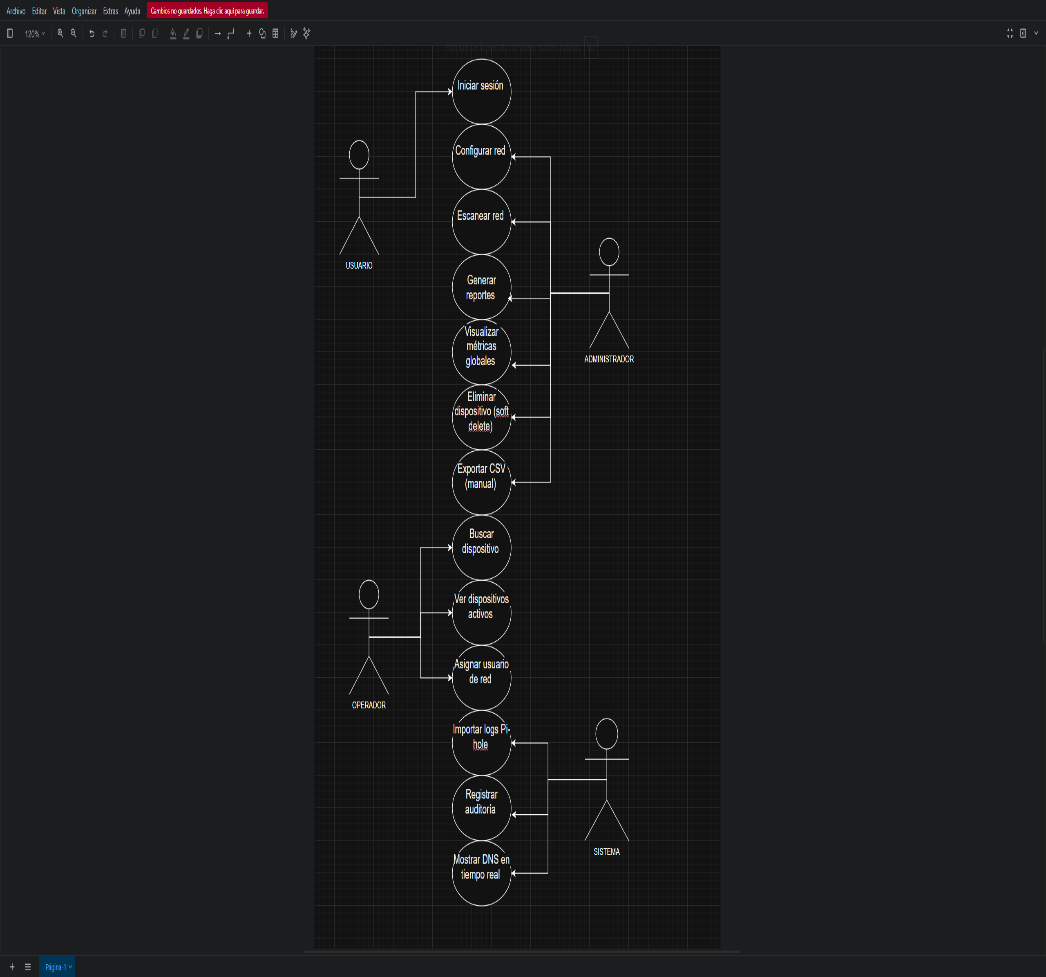 Archivo Editar Vista Organizar Extras Ayuda Cambios no guardados. Haga clic aquí para guardar.
120%
Iniciar sesión
Configurar red
Escanear red
USUARIO
Generar
reportes
Visualizar
métricas
globales
ADMINISTRADOR
Eliminar
dispositivo (soft
delete)
Exportar CSV
(manual)
Buscar
dispositivo
Ver dispositivos
activos
Asignar usuario
de red
OPERADOR
Importar logs Pi-
hole
Registrar
auditoría
SISTEMA
Mostrar DNS en
tiempo real
Página-1